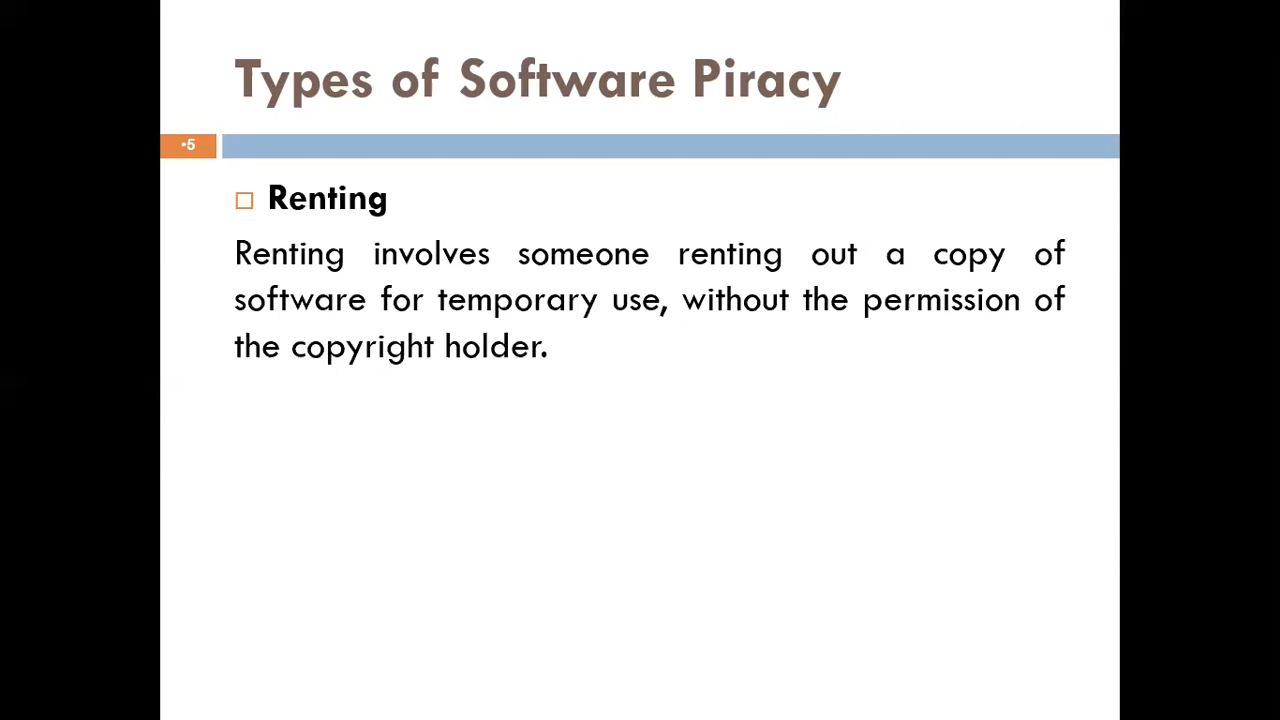 Types of Software Piracy
•5
Renting
Renting involves someone renting out a copy of
software for temporary use, without the permission of
the copyright holder.